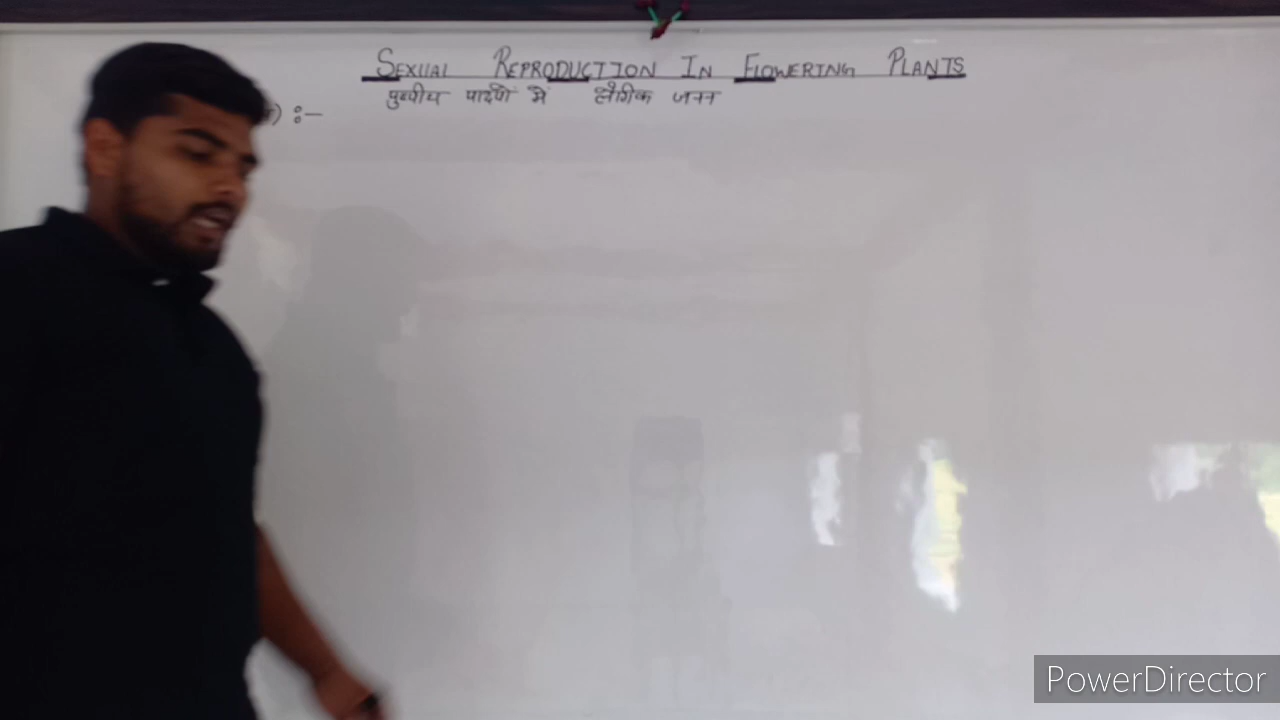 SEXUAL REPRODUCTION IN FLOWERING PLANTS
पुष्पीय पादपों में लैंगिक जनन
) :-
PowerDirector